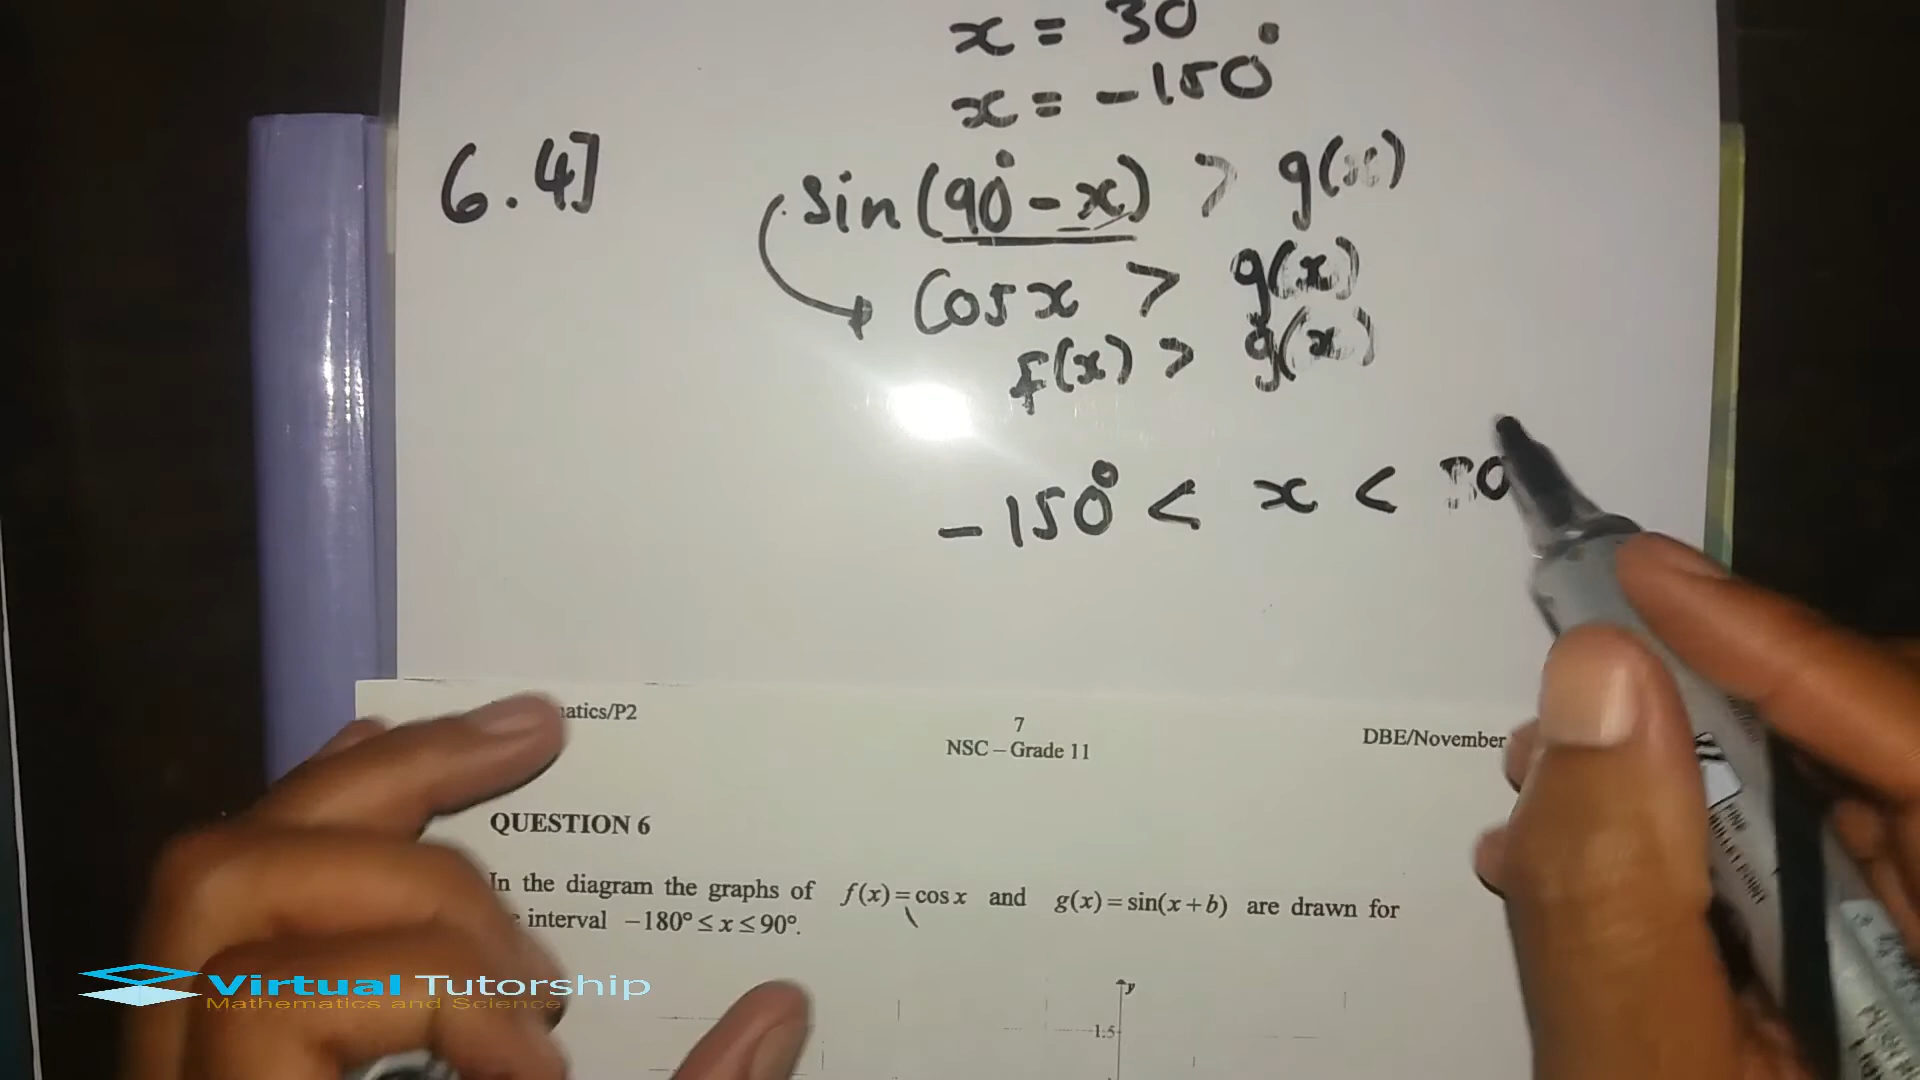 x = 30
x = -150°
6.4]
sin(90° - x) > g(x)
Cosx > g(x)
f(x) > g(x)
-150° < x < 30
atics/P2
7
NSC – Grade 11
DBE/November
QUESTION 6
In the diagram the graphs of f(x) = cos x and g(x) = sin(x + b) are drawn for
interval −180° ≤ x ≤ 90°.
Virtual Tutorship
Mathematics and Science
y
1.5